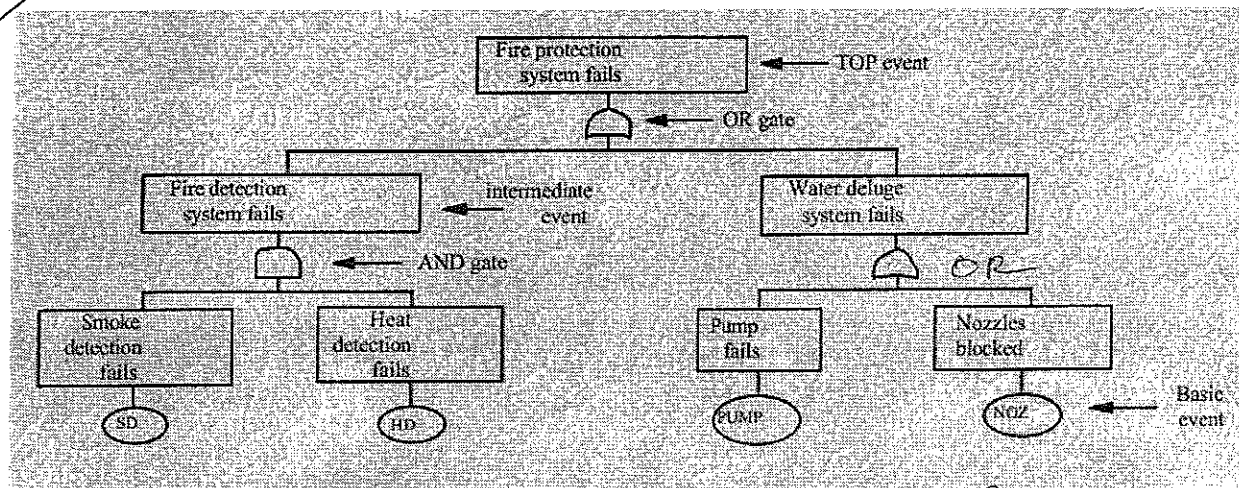 Fire protection
system fails
TOP event
OR gate
Fire detection
system fails
intermediate
event
Water deluge
system fails
AND gate
OR
Smoke
detection
fails
Heat
detection
fails
Pump
fails
Nozzles
blocked
SD
HD
PUMP
NOZ
Basic
event